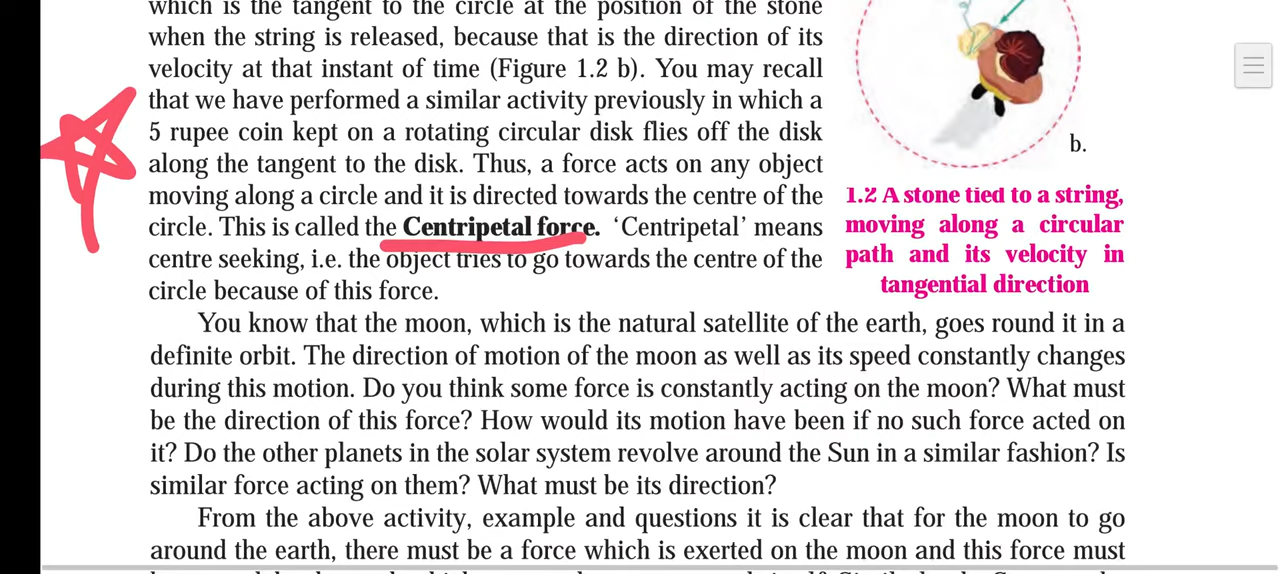 which is the tangent to the circle at the position of the stone
when the string is released, because that is the direction of its
velocity at that instant of time (Figure 1.2 b). You may recall
that we have performed a similar activity previously in which a
5 rupee coin kept on a rotating circular disk flies off the disk
along the tangent to the disk. Thus, a force acts on any object
moving along a circle and it is directed towards the centre of the
circle. This is called the Centripetal force. ‘Centripetal’ means
centre seeking, i.e. the object tries to go towards the centre of the
circle because of this force.
b.
1.2 A stone tied to a string,
moving along a circular
path and its velocity in
tangential direction
You know that the moon, which is the natural satellite of the earth, goes round it in a
definite orbit. The direction of motion of the moon as well as its speed constantly changes
during this motion. Do you think some force is constantly acting on the moon? What must
be the direction of this force? How would its motion have been if no such force acted on
it? Do the other planets in the solar system revolve around the Sun in a similar fashion? Is
similar force acting on them? What must be its direction?
From the above activity, example and questions it is clear that for the moon to go
around the earth, there must be a force which is exerted on the moon and this force must